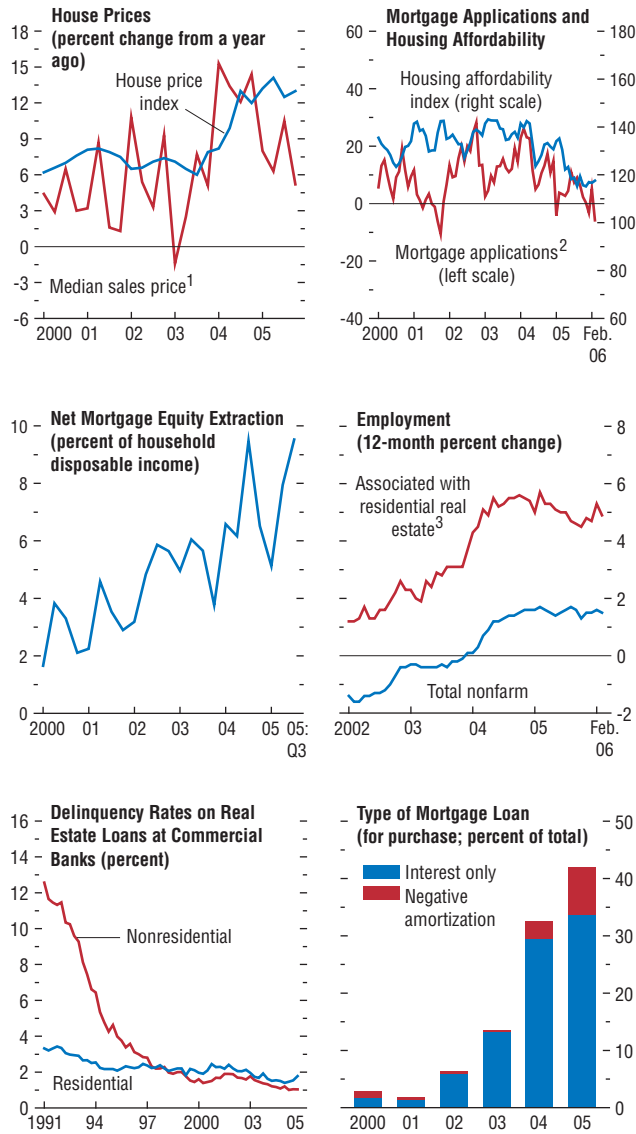 House Prices
(percent change from a year
ago)
18
15
12
9
6
3
0
-3
-6
House price
index
Median sales price1
2000 01 02 03 04 05
Mortgage Applications and
Housing Affordability
60
40
20
0
-20
-40
180
160
140
120
100
80
60
Housing affordability
index (right scale)
Mortgage applications2
(left scale)
2000 01 02 03 04 05 Feb.
06
Net Mortgage Equity Extraction
(percent of household
disposable income)
10
8
6
4
2
0
2000 01 02 03 04 05 05:
Q3
Employment
(12-month percent change)
8
6
4
2
0
-2
Associated with
residential real
estate3
Total nonfarm
2002 03 04 05 Feb.
06
Delinquency Rates on Real
Estate Loans at Commercial
Banks (percent)
16
14
12
10
8
6
4
2
0
Nonresidential
Residential
1991 94 97 2000 03 05
Type of Mortgage Loan
(for purchase; percent of total)
50
40
30
20
10
0
Interest only
Negative
amortization
2000 01 02 03 04 05